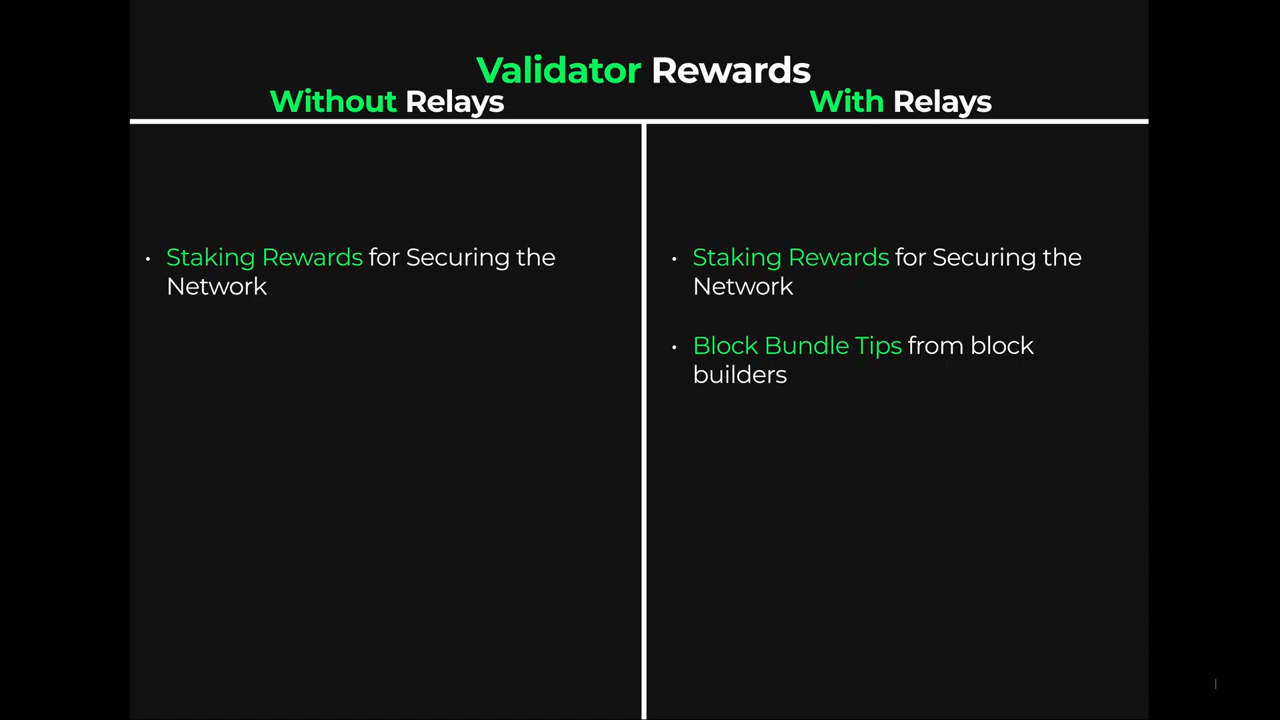 Validator Rewards
Without Relays
With Relays
• Staking Rewards for Securing the
Network
• Staking Rewards for Securing the
Network
• Block Bundle Tips from block
builders